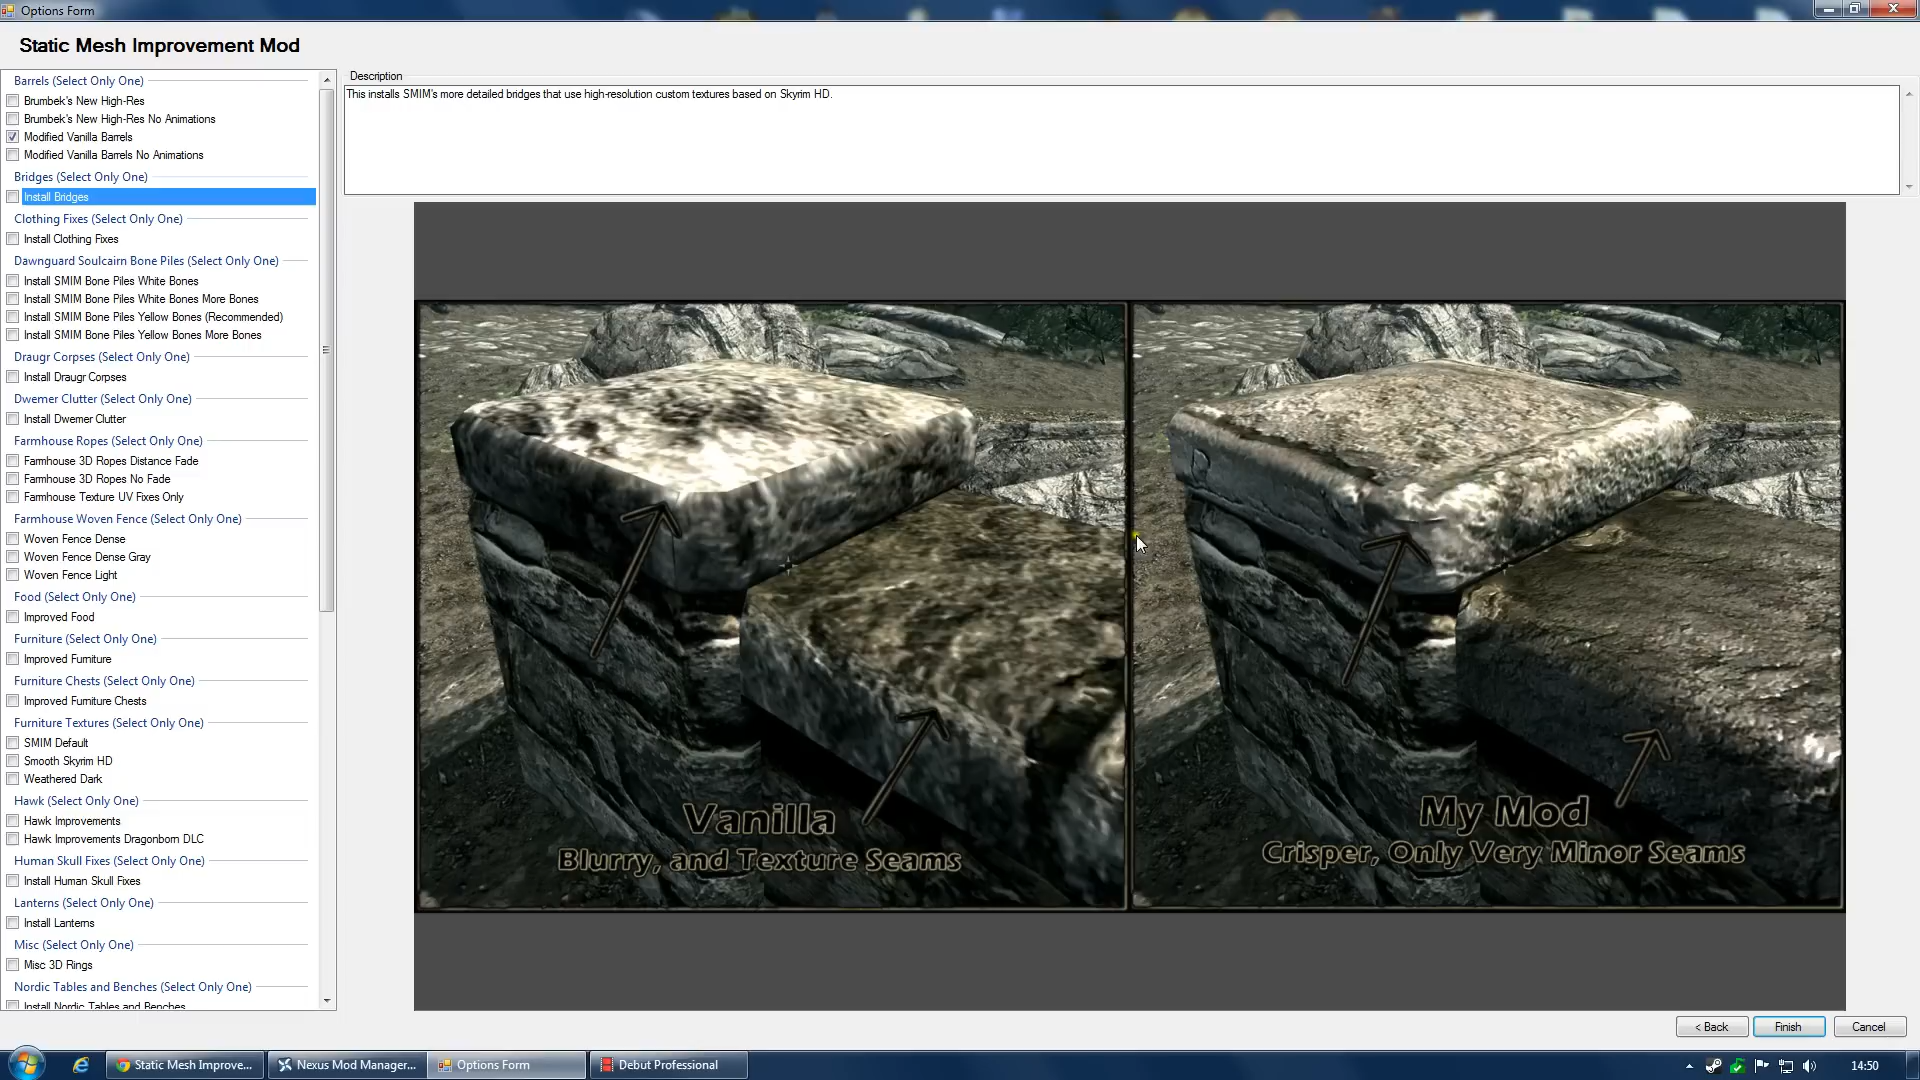 Options Form
Static Mesh Improvement Mod
Barrels (Select Only One)
Brumbek's New High-Res
Brumbek's New High-Res No Animations
Modified Vanilla Barrels
Modified Vanilla Barrels No Animations
Bridges (Select Only One)
Install Bridges
Clothing Fixes (Select Only One)
Install Clothing Fixes
Dawnguard Soulcairn Bone Piles (Select Only One)
Install SMIM Bone Piles White Bones
Install SMIM Bone Piles White Bones More Bones
Install SMIM Bone Piles Yellow Bones (Recommended)
Install SMIM Bone Piles Yellow Bones More Bones
Draugr Corpses (Select Only One)
Install Draugr Corpses
Dwemer Clutter (Select Only One)
Install Dwemer Clutter
Farmhouse Ropes (Select Only One)
Farmhouse 3D Ropes Distance Fade
Farmhouse 3D Ropes No Fade
Farmhouse Texture UV Fixes Only
Farmhouse Woven Fence (Select Only One)
Woven Fence Dense
Woven Fence Dense Gray
Woven Fence Light
Food (Select Only One)
Improved Food
Furniture (Select Only One)
Improved Furniture
Furniture Chests (Select Only One)
Improved Furniture Chests
Furniture Textures (Select Only One)
SMIM Default
Smooth Skyrim HD
Weathered Dark
Hawk (Select Only One)
Hawk Improvements
Hawk Improvements Dragonborn DLC
Human Skull Fixes (Select Only One)
Install Human Skull Fixes
Lanterns (Select Only One)
Install Lanterns
Misc (Select Only One)
Misc 3D Rings
Nordic Tables and Benches (Select Only One)
Install Nordic Tables and Benches
Description
This installs SMIM's more detailed bridges that use high-resolution custom textures based on Skyrim HD.
Vanilla
Blurry, and Texture Seams
My Mod
Crisper, Only Very Minor Seams
< Back
Finish
Cancel
Static Mesh Improve...
Nexus Mod Manager...
Options Form
Debut Professional
14:50